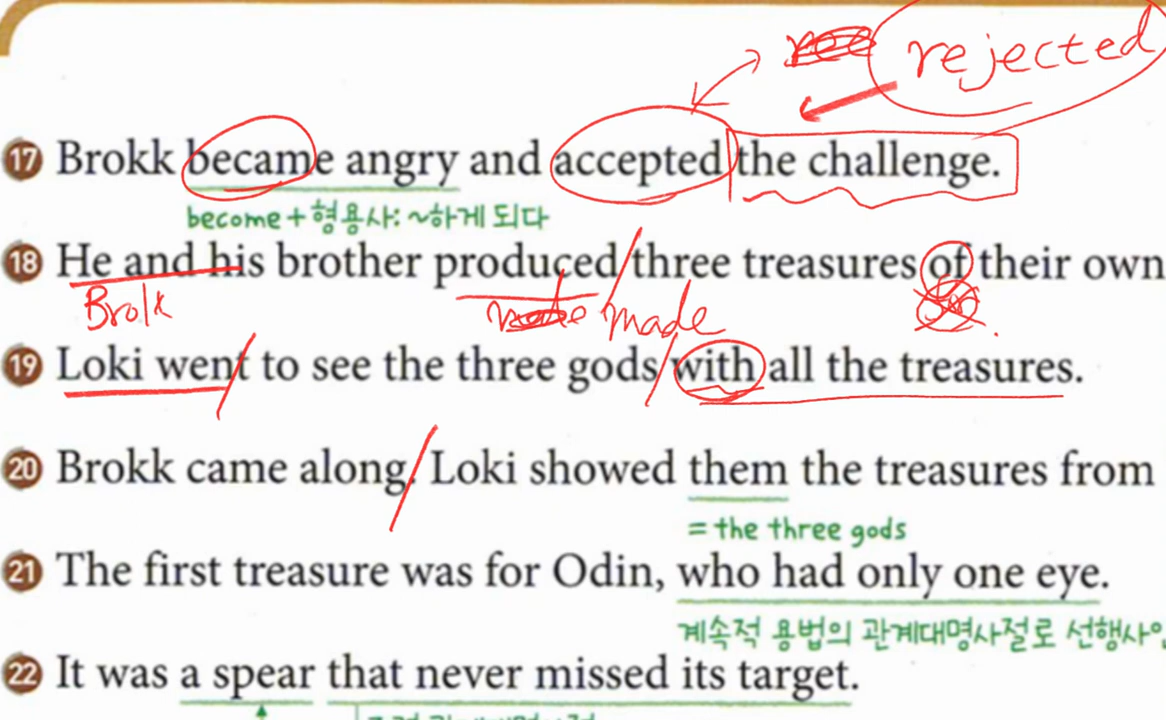 rejected
17 Brokk became angry and accepted the challenge.
become + 형용사: ~하게 되다
18 He and his brother produced three treasures of their own
Brok made
19 Loki went to see the three gods with all the treasures.
20 Brokk came along. Loki showed them the treasures from
= the three gods
21 The first treasure was for Odin, who had only one eye.
계속적 용법의 관계대명사절로 선행사인
22 It was a spear that never missed its target.